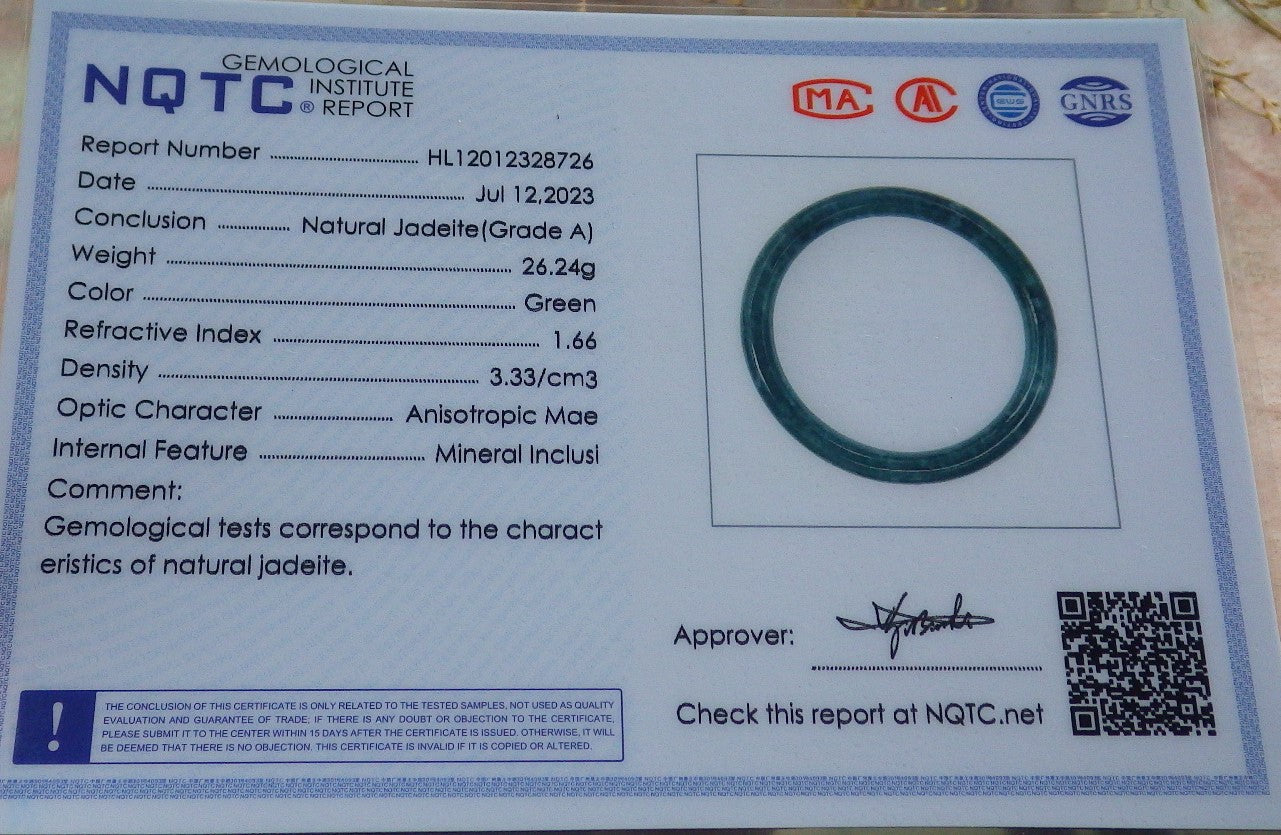 NQTC® GEMOLOGICAL INSTITUTE REPORT
MA
GNRS
Report Number ........ HL12012328726
Date ........ Jul 12,2023
Conclusion ........ Natural Jadeite(Grade A)
Weight ........ 26.24g
Color ........ Green
Refractive Index ........ 1.66
Density ........ 3.33/cm3
Optic Character ........ Anisotropic Mae
Internal Feature ........ Mineral Inclusi
Comment:
Gemological tests correspond to the charact
eristics of natural jadeite.
Approver:
Check this report at NQTC.net
!
THE CONCLUSION OF THIS CERTIFICATE IS ONLY RELATED TO THE TESTED SAMPLES, NOT USED AS QUALITY
EVALUATION AND GUARANTEE OF TRADE; IF THERE IS ANY DOUBT OR OBJECTION TO THE CERTIFICATE,
PLEASE SUBMIT IT TO THE CENTER WITHIN 15 DAYS AFTER THE CERTIFICATE IS ISSUED. OTHERWISE, IT WILL
BE DEEMED THAT THERE IS NO OBJECTION. THIS CERTIFICATE IS INVALID IF IT IS COPIED OR ALTERED.